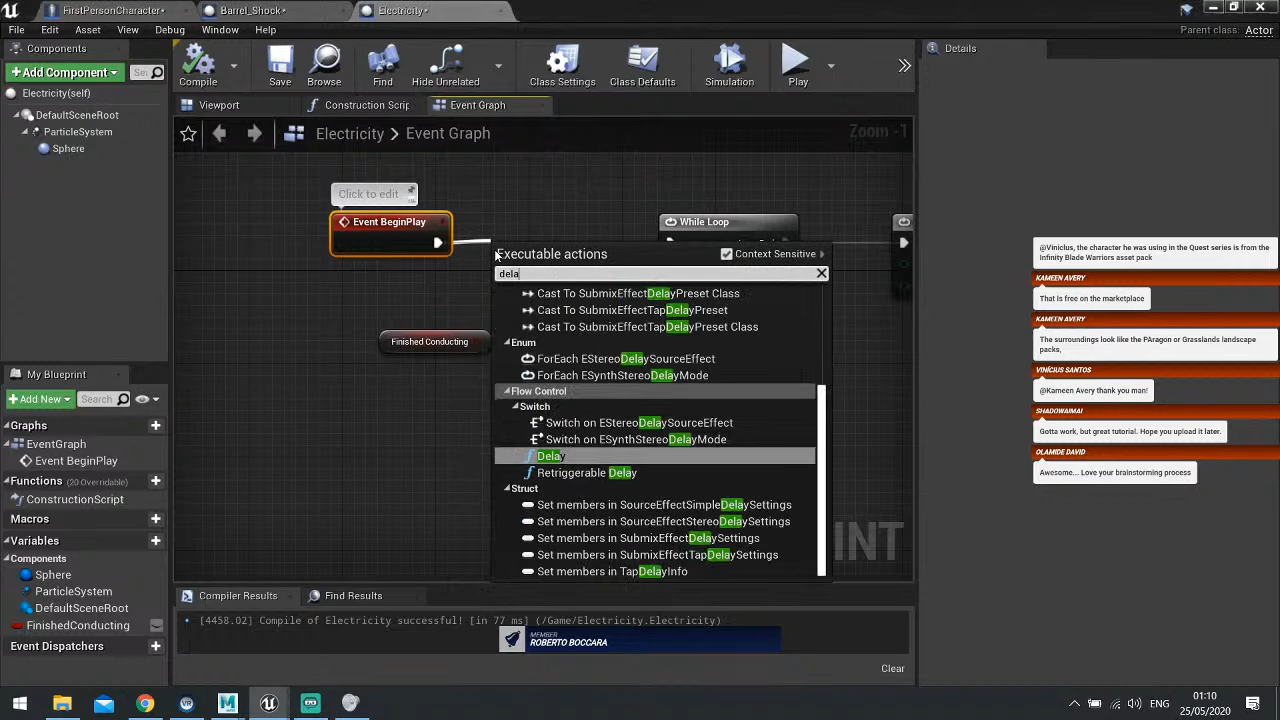 FirstPersonCharacter•
Barrel_Shock•
Electricity•
File Edit Asset View Debug Window Help
Parent class: Actor
Components
Add Component
Electricity(self)
DefaultSceneRoot
ParticleSystem
Sphere
Compile
Save
Browse
Find
Hide Unrelated
Class Settings
Class Defaults
Simulation
Play
Details
Viewport
Construction Scrip
Event Graph
Electricity > Event Graph
Zoom -1
Click to edit
Event BeginPlay
While Loop
Finished Conducting
Executable actions
Context Sensitive
dela
Cast To SubmixEffectDelayPreset Class
Cast To SubmixEffectTapDelayPreset
Cast To SubmixEffectTapDelayPreset Class
Enum
ForEach EStereoDelaySourceEffect
ForEach ESynthStereoDelayMode
Flow Control
Switch
Switch on EStereoDelaySourceEffect
Switch on ESynthStereoDelayMode
Delay
Retriggerable Delay
Struct
Set members in SourceEffectSimpleDelaySettings
Set members in SourceEffectStereoDelaySettings
Set members in SubmixEffectDelaySettings
Set members in SubmixEffectTapDelaySettings
Set members in TapDelayInfo
INT
My Blueprint
Add New
Search
Graphs
EventGraph
Event BeginPlay
Functions (20 Overridable)
ConstructionScript
Macros
Variables
Components
Sphere
ParticleSystem
DefaultSceneRoot
FinishedConducting
Event Dispatchers
Compiler Results
Find Results
[4458.02] Compile of Electricity successful! [in 77 ms] (/Game/Electricity.Electricity)
MEMBER
ROBERTO BOCCARA
Clear
@Vinicius, the character he was using in the Quest series is from the
Infinity Blade Warriors asset pack
KAMEEN AVERY
That is free on the marketplace
KAMEEN AVERY
The surroundings look like the PAragon or Grasslands landscape
packs,
VINÍCIUS SANTOS
@Kameen Avery thank you man!
SHADOWAIMAI
Gotta work, but great tutorial. Hope you upload it later.
OLAMIDE DAVID
Awesome... Love your brainstorming process
ENG
01:10
25/05/2020